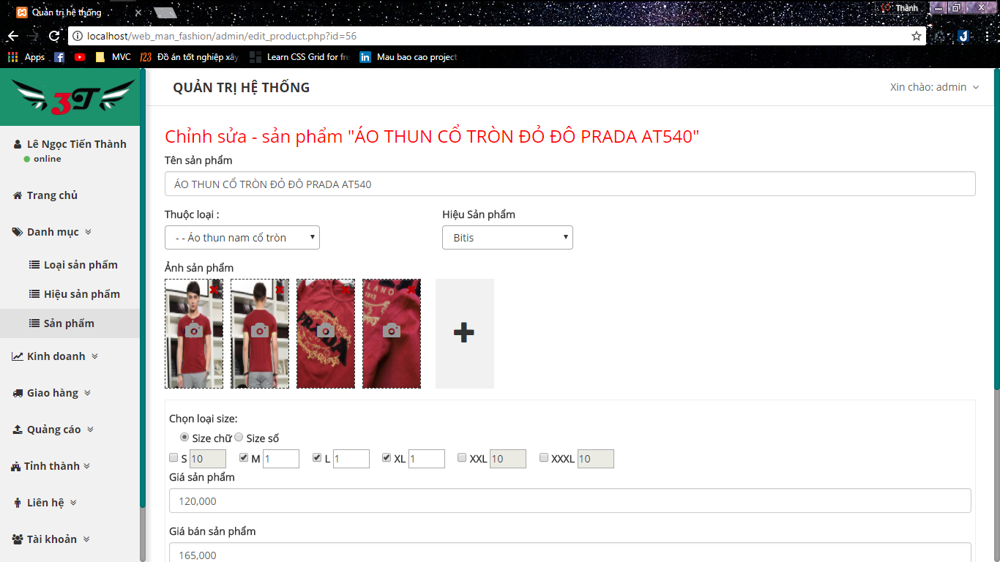 Quản trị hệ thống
Thành
localhost/web_man_fashion/admin/edit_product.php?id=56
Apps
MVC
123 Đồ án tốt nghiệp xây
Learn CSS Grid for fre
Mau bao cao project
3T
QUẢN TRỊ HỆ THỐNG
Xin chào: admin
Lê Ngọc Tiến Thành
online
Trang chủ
Danh mục
Loại sản phẩm
Hiệu sản phẩm
Sản phẩm
Kinh doanh
Giao hàng
Quảng cáo
Tỉnh thành
Liên hệ
Tài khoản
Chỉnh sửa - sản phẩm "ÁO THUN CỔ TRÒN ĐỎ ĐÔ PRADA AT540"
Tên sản phẩm
ÁO THUN CỔ TRÒN ĐỎ ĐÔ PRADA AT540
Thuộc loại :
Hiệu Sản phẩm
- - Áo thun nam cổ tròn
Bitis
Ảnh sản phẩm
PRADA
LANO
1913
Chọn loại size:
Size chữ Size số
S 10 M 1 L 1 XL 1 XXL 10 XXXL 10
Giá sản phẩm
120,000
Giá bán sản phẩm
165,000